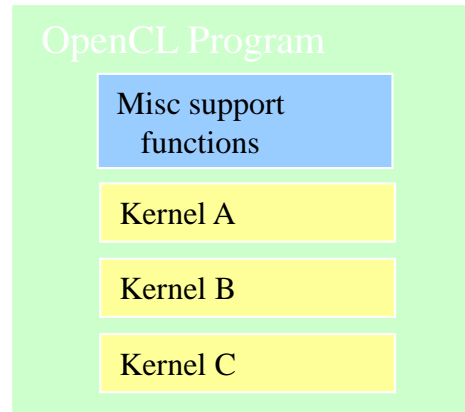 OpenCL Program
Misc support
functions
Kernel A
Kernel B
Kernel C